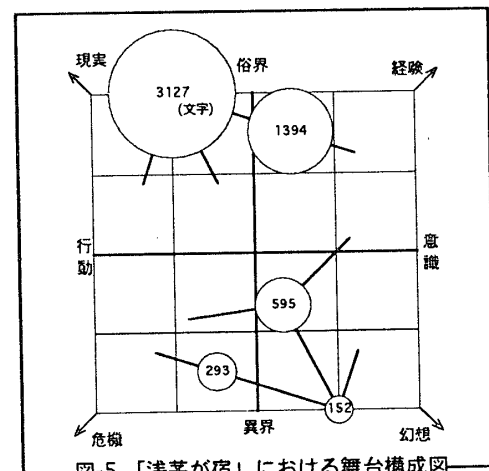 現実
俗界
経験
3127
(文字)
1394
行動
意識
595
293
152
危機
異界
幻想
図-5 「浅茅が宿」における舞台構成図